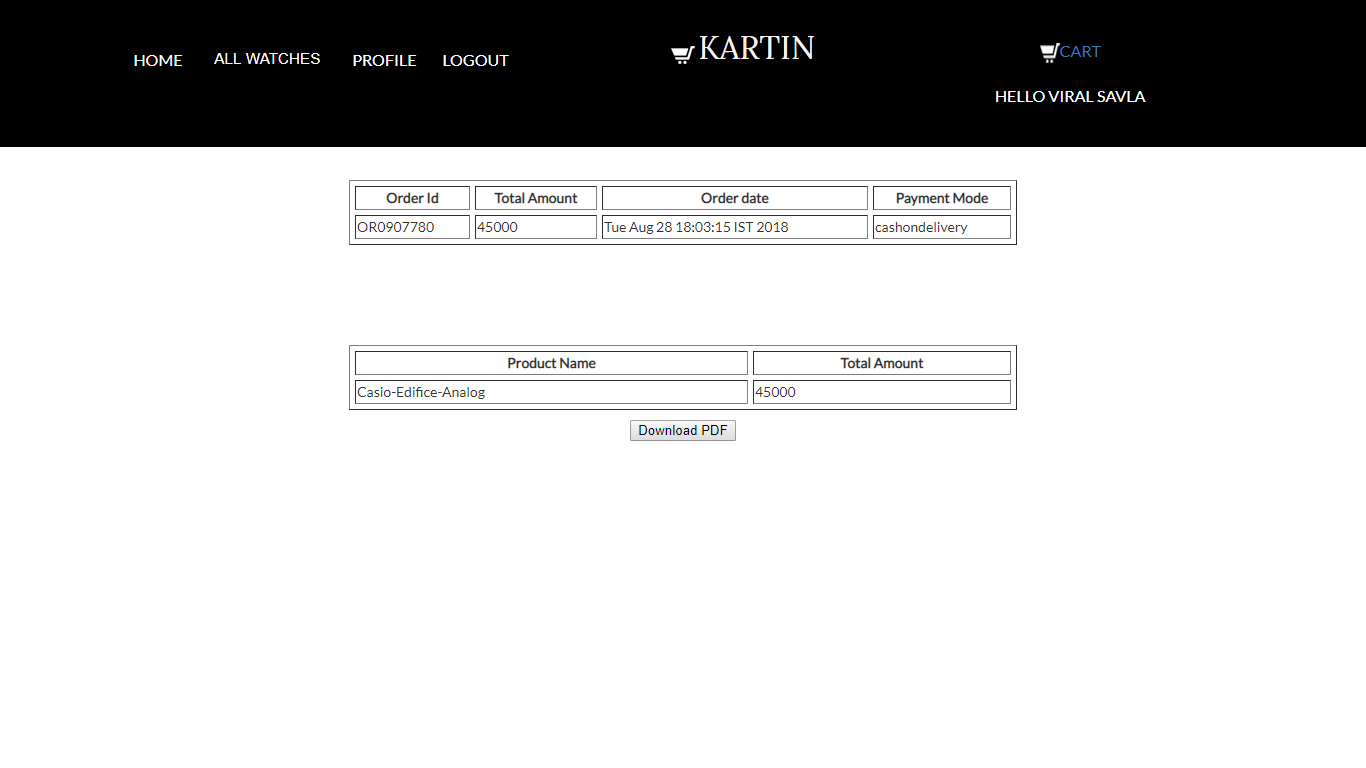 HOME ALL WATCHES PROFILE LOGOUT KARTIN CART
HELLO VIRAL SAVLA
Order Id Total Amount Order date Payment Mode
OR0907780 45000 Tue Aug 28 18:03:15 IST 2018 cashondelivery
Product Name Total Amount
Casio-Edifice-Analog 45000
Download PDF